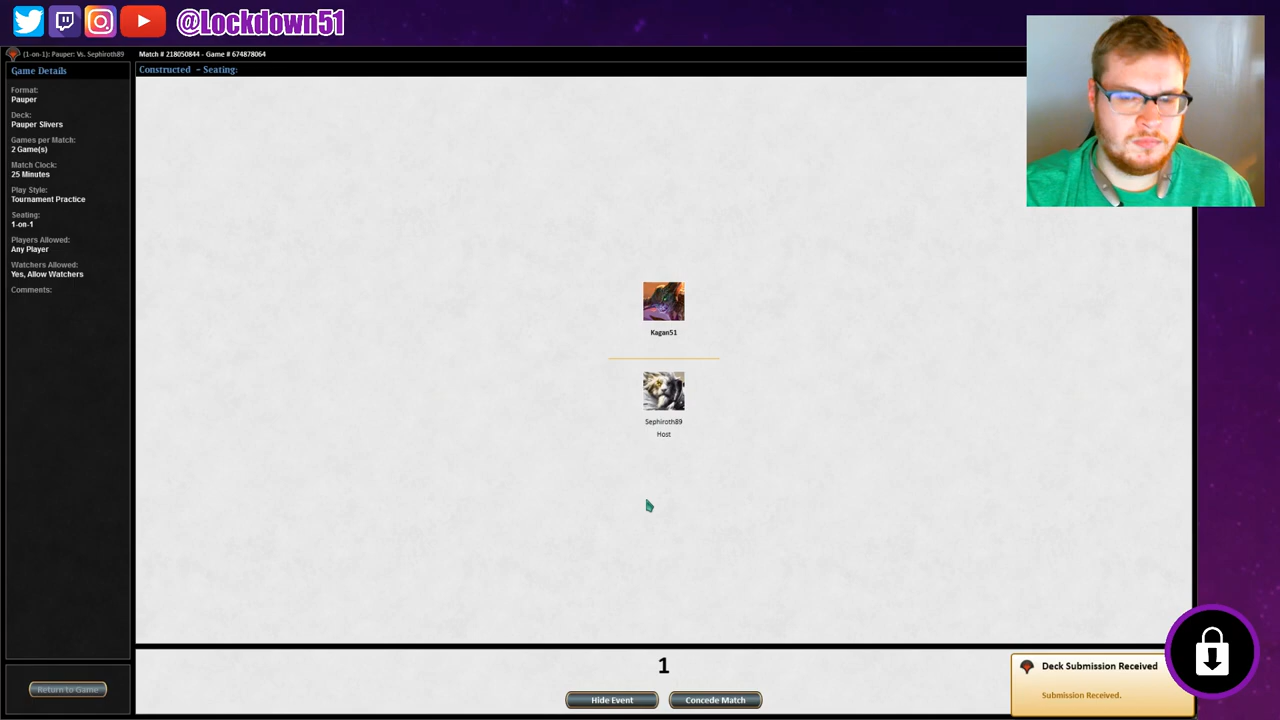 @Lockdown51
(1-on-1): Pauper: Vs. Sephiroth89
Match # 218050844 - Game # 674878064
Game Details
Constructed - Seating:
Format:
Pauper
Deck:
Pauper Slivers
Games per Match:
2 Game(s)
Match Clock:
25 Minutes
Play Style:
Tournament Practice
Seating:
1-on-1
Players Allowed:
Any Player
Watchers Allowed:
Yes, Allow Watchers
Comments:
Kagan51
Sephiroth89
Host
1
Deck Submission Received
Submission Received.
Return to Game
Hide Event
Concede Match